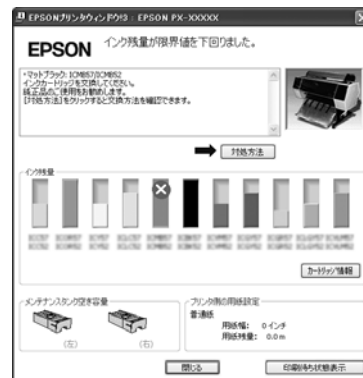 EPSONプリンタウィンドウ!3 : EPSON PX-XXXXX
EPSON
インク残量が限界値を下回りました。
・マットブラック: ICMB57/ICMB52
インクカートリッジを交換してください。
純正品のご使用をお勧めします。
[対処方法]をクリックすると交換方法を確認できます。
対処方法
インク残量
カートリッジ情報
メンテナンスタンク空き容量
(左)
(右)
プリンタ側の用紙設定
普通紙
用紙幅: 0 インチ
用紙残量: 0.0 m
閉じる
印刷待ち状態表示